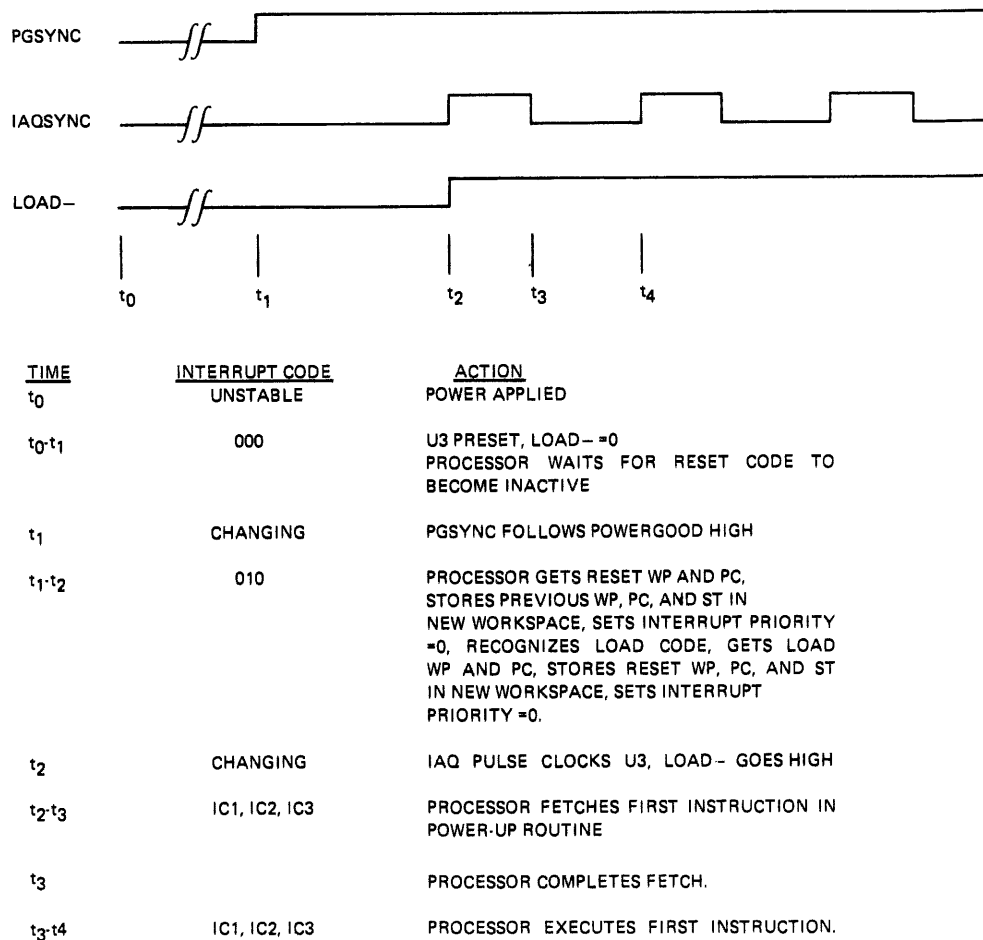 PGSYNC
IAQSYNC
LOAD–
t0 t1 t2 t3 t4
TIME INTERRUPT CODE ACTION
t0 UNSTABLE POWER APPLIED
t0-t1 000 U3 PRESET, LOAD– =0
PROCESSOR WAITS FOR RESET CODE TO
BECOME INACTIVE
t1 CHANGING PGSYNC FOLLOWS POWERGOOD HIGH
t1-t2 010 PROCESSOR GETS RESET WP AND PC,
STORES PREVIOUS WP, PC, AND ST IN
NEW WORKSPACE, SETS INTERRUPT PRIORITY
=0, RECOGNIZES LOAD CODE, GETS LOAD
WP AND PC, STORES RESET WP, PC, AND ST
IN NEW WORKSPACE, SETS INTERRUPT
PRIORITY =0.
t2 CHANGING IAQ PULSE CLOCKS U3, LOAD– GOES HIGH
t2-t3 IC1, IC2, IC3 PROCESSOR FETCHES FIRST INSTRUCTION IN
POWER-UP ROUTINE
t3 PROCESSOR COMPLETES FETCH.
t3-t4 IC1, IC2, IC3 PROCESSOR EXECUTES FIRST INSTRUCTION.